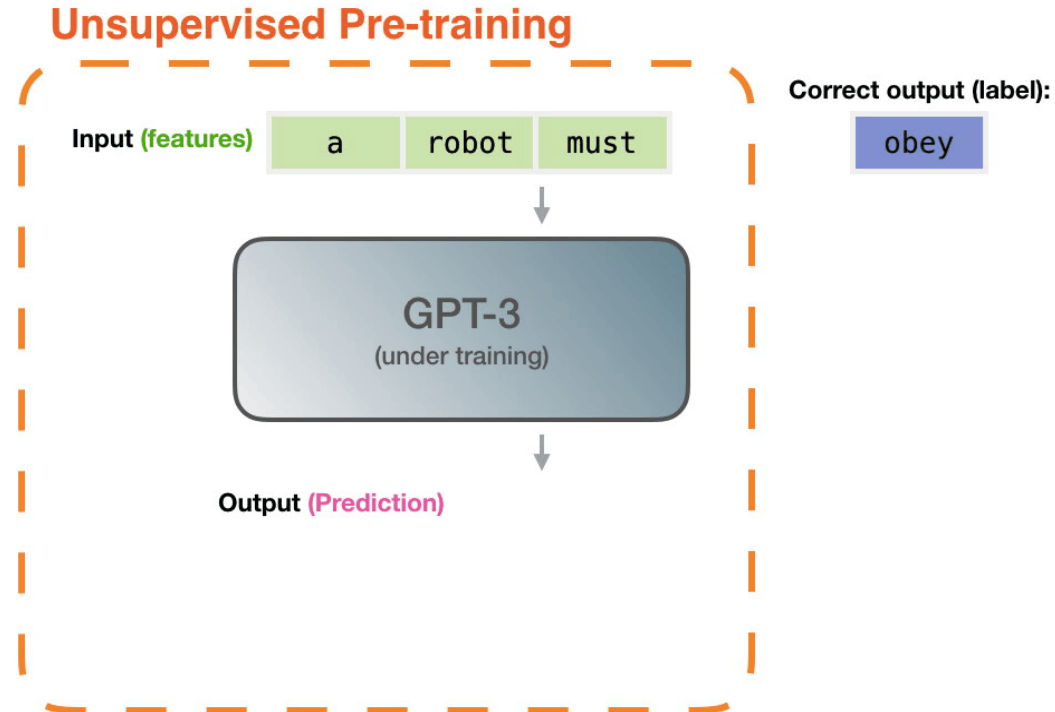 Unsupervised Pre-training
Correct output (label):
Input (features) a robot must
obey
GPT-3
(under training)
Output (Prediction)